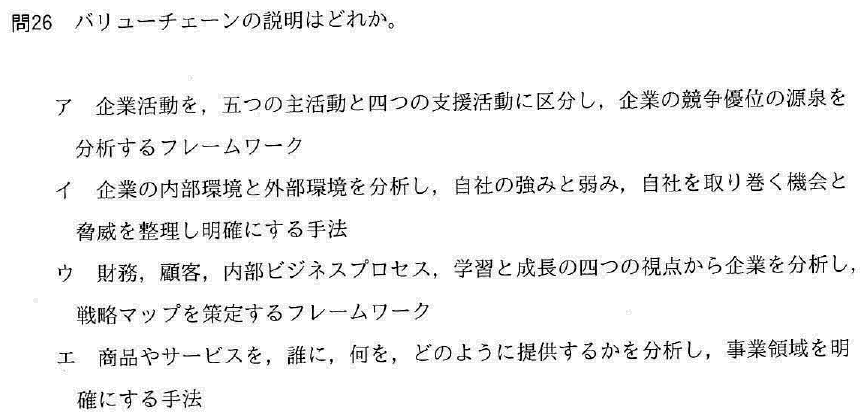 問26 バリューチェーンの説明はどれか。
ア 企業活動を，五つの主活動と四つの支援活動に区分し，企業の競争優位の源泉を
分析するフレームワーク
イ 企業の内部環境と外部環境を分析し，自社の強みと弱み，自社を取り巻く機会と
脅威を整理し明確にする手法
ウ 財務，顧客，内部ビジネスプロセス，学習と成長の四つの視点から企業を分析し，
戦略マップを策定するフレームワーク
エ 商品やサービスを，誰に，何を，どのように提供するかを分析し，事業領域を明
確にする手法